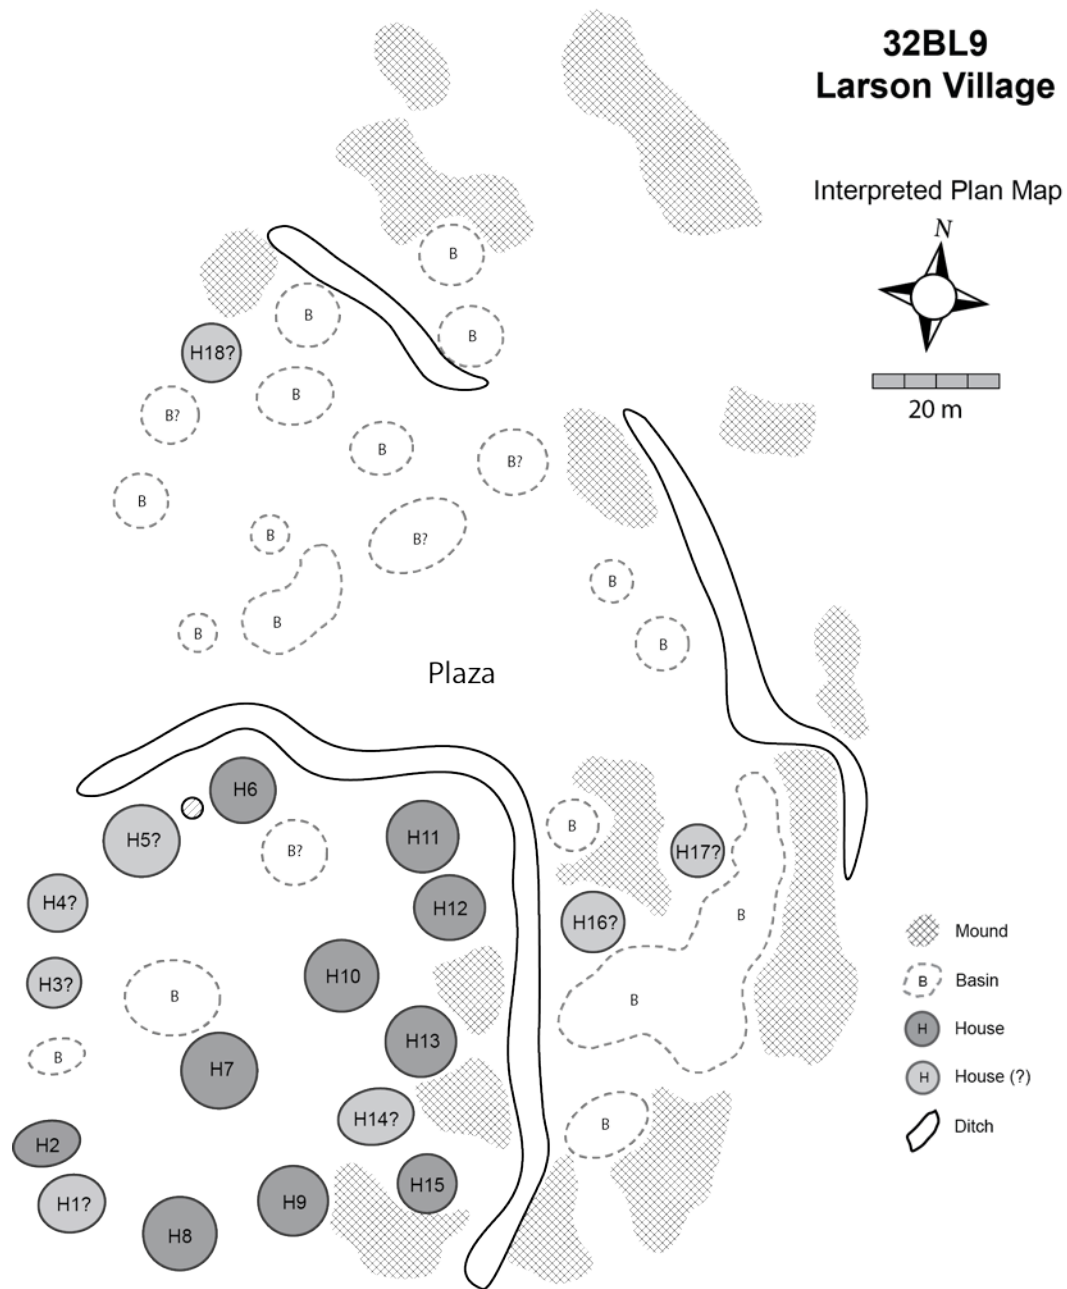 32BL9
Larson Village
Interpreted Plan Map
N
20 m
B
B
B
H18?
B
B?
B
B?
B
B
B?
B
B
B
B
Plaza
H6
H5?
H11
B?
B
H17?
H4?
H12
H16?
B
H10
H3?
B
B
H13
B
H7
H14?
B
H2
H15
H1?
H9
H8
Mound
B
Basin
H
House
H
House (?)
Ditch